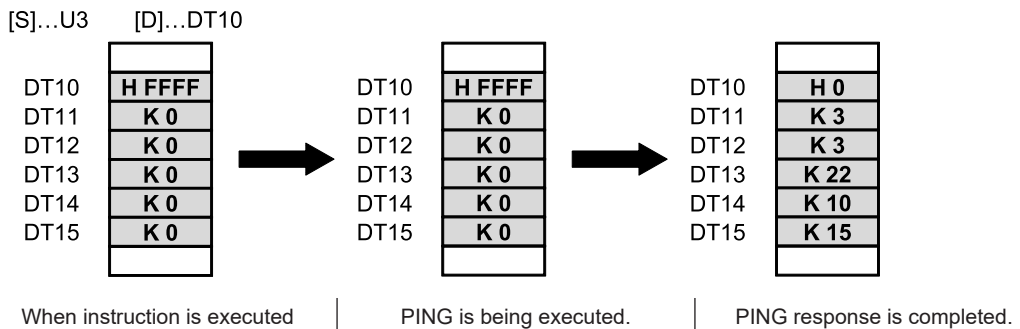 [S]…U3 [D]…DT10
DT10 H FFFF DT10 H FFFF DT10 H 0
DT11 K 0 DT11 K 0 DT11 K 3
DT12 K 0 DT12 K 0 DT12 K 3
DT13 K 0 DT13 K 0 DT13 K 22
DT14 K 0 DT14 K 0 DT14 K 10
DT15 K 0 DT15 K 0 DT15 K 15
When instruction is executed PING is being executed. PING response is completed.